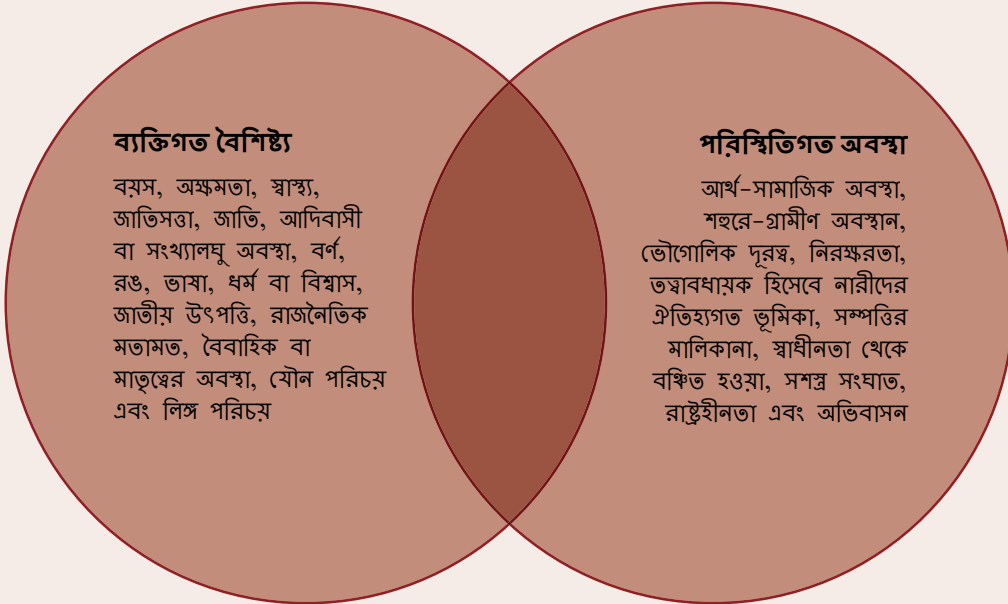 ব্যক্তিগত বৈশিষ্ট্য
বয়স, অক্ষমতা, স্বাস্থ্য,
জাতিসত্তা, জাতি, আদিবাসী
বা সংখ্যালঘু অবস্থা, বর্ণ,
রঙ, ভাষা, ধর্ম বা বিশ্বাস,
জাতীয় উৎপত্তি, রাজনৈতিক
মতামত, বৈবাহিক বা
মাতৃত্বের অবস্থা, যৌন পরিচয়
এবং লিঙ্গ পরিচয়
পরিস্থিতিগত অবস্থা
আর্থ-সামাজিক অবস্থা,
শহুরে-গ্রামীণ অবস্থান,
ভৌগোলিক দূরত্ব, নিরক্ষরতা,
তত্ত্বাবধায়ক হিসেবে নারীদের
ঐতিহ্যগত ভূমিকা, সম্পত্তির
মালিকানা, স্বাধীনতা থেকে
বঞ্চিত হওয়া, সশস্ত্র সংঘাত,
রাষ্ট্রহীনতা এবং অভিবাসন